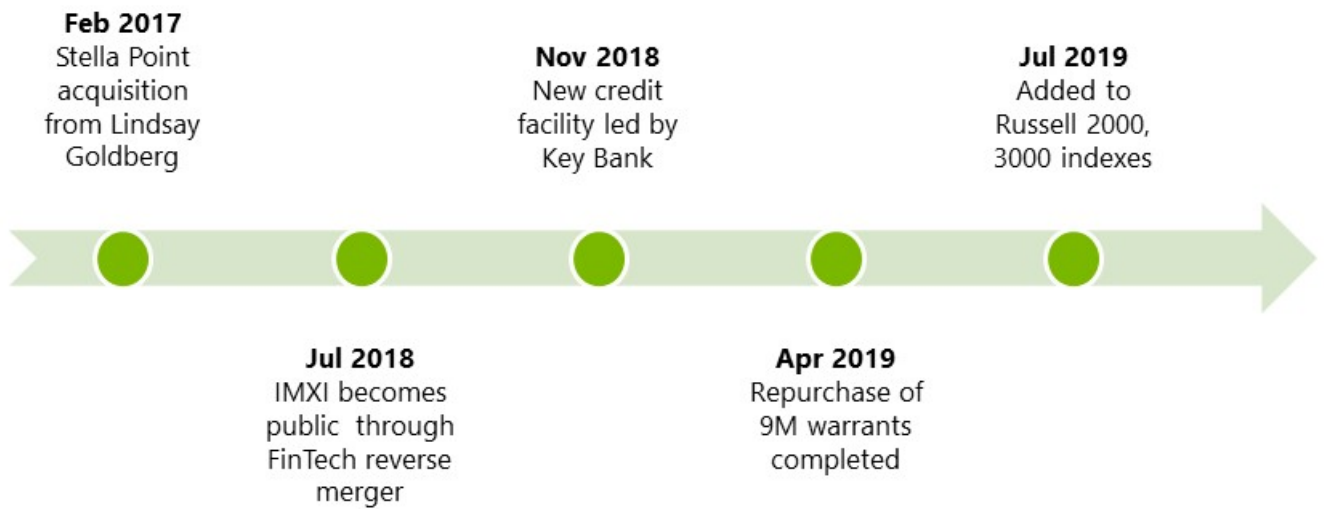 Feb 2017
Stella Point
acquisition
from Lindsay
Goldberg
Jul 2018
IMXI becomes
public through
FinTech reverse
merger
Nov 2018
New credit
facility led by
Key Bank
Apr 2019
Repurchase of
9M warrants
completed
Jul 2019
Added to
Russell 2000,
3000 indexes